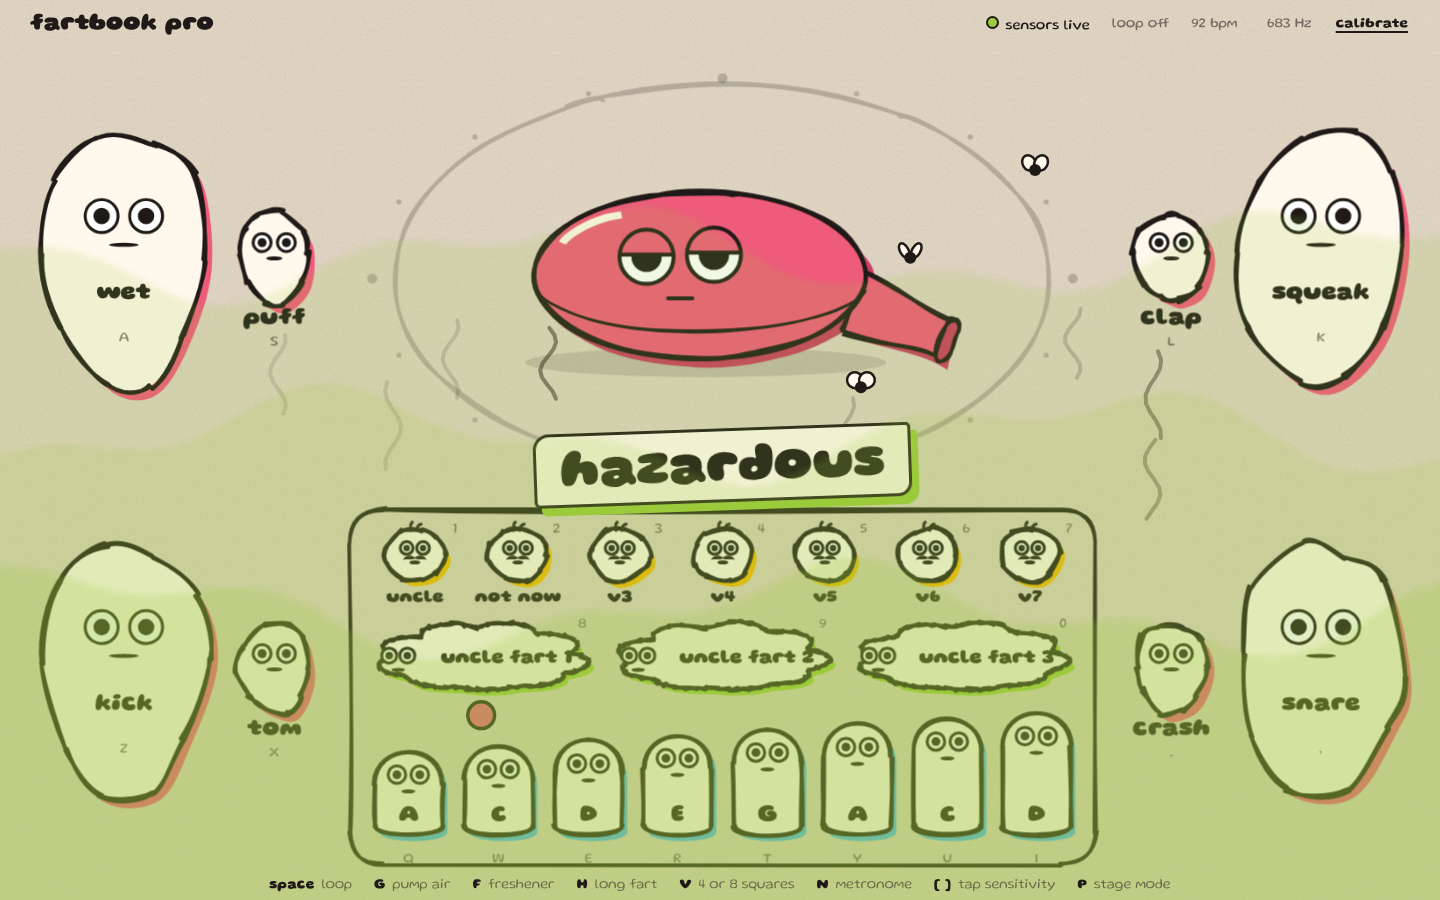 fartbook pro
sensors live loop off 92 bpm 683 Hz calibrate
wet
A
puff
S
clap
L
squeak
K
hazardous
1 2 3 4 5 6 7
uncle not now v3 v4 v5 v6 v7
8 9 0
uncle fart 1 uncle fart 2 uncle fart 3
kick
Z
tom
X
crash
.
snare
,
A C D E G A C D
Q W E R T Y U I
space loop G pump air F freshener H long fart V 4 or 8 squares N metronome [ ] tap sensitivity P stage mode